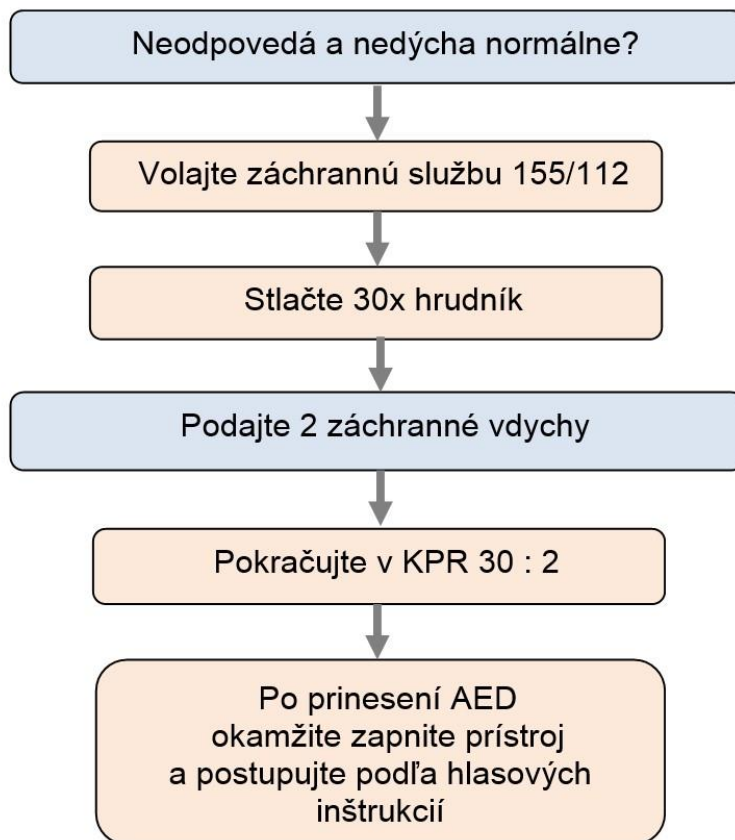 Neodpovedá a nedýcha normálne?
Volajte záchrannú službu 155/112
Stlačte 30x hrudník
Podajte 2 záchranné vdychy
Pokračujte v KPR 30 : 2
Po prinesení AED
okamžite zapnite prístroj
a postupujte podľa hlasových
inštrukcií